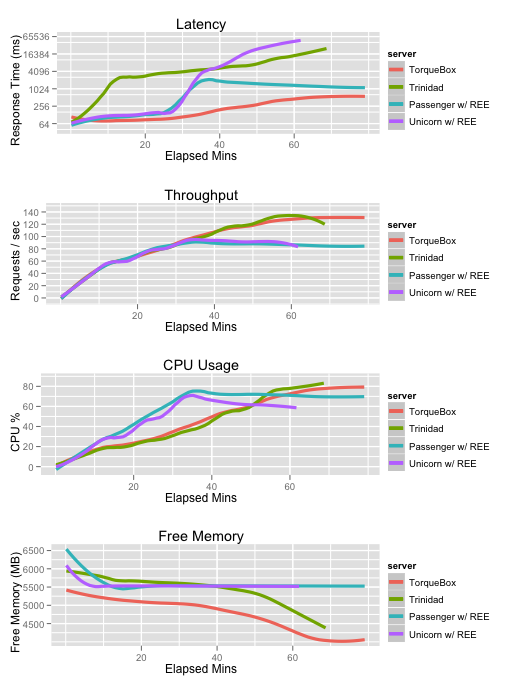 Latency
Response Time (ms)
65536
16384
4096
1024
256
64
20
40
60
Elapsed Mins
server
TorqueBox
Trinidad
Passenger w/ REE
Unicorn w/ REE
Throughput
Requests / sec
140
120
100
80
60
40
20
0
20
40
60
Elapsed Mins
server
TorqueBox
Trinidad
Passenger w/ REE
Unicorn w/ REE
CPU Usage
CPU %
80
60
40
20
0
20
40
60
Elapsed Mins
server
TorqueBox
Trinidad
Passenger w/ REE
Unicorn w/ REE
Free Memory
Free Memory (MB)
6500
6000
5500
5000
4500
20
40
60
Elapsed Mins
server
TorqueBox
Trinidad
Passenger w/ REE
Unicorn w/ REE